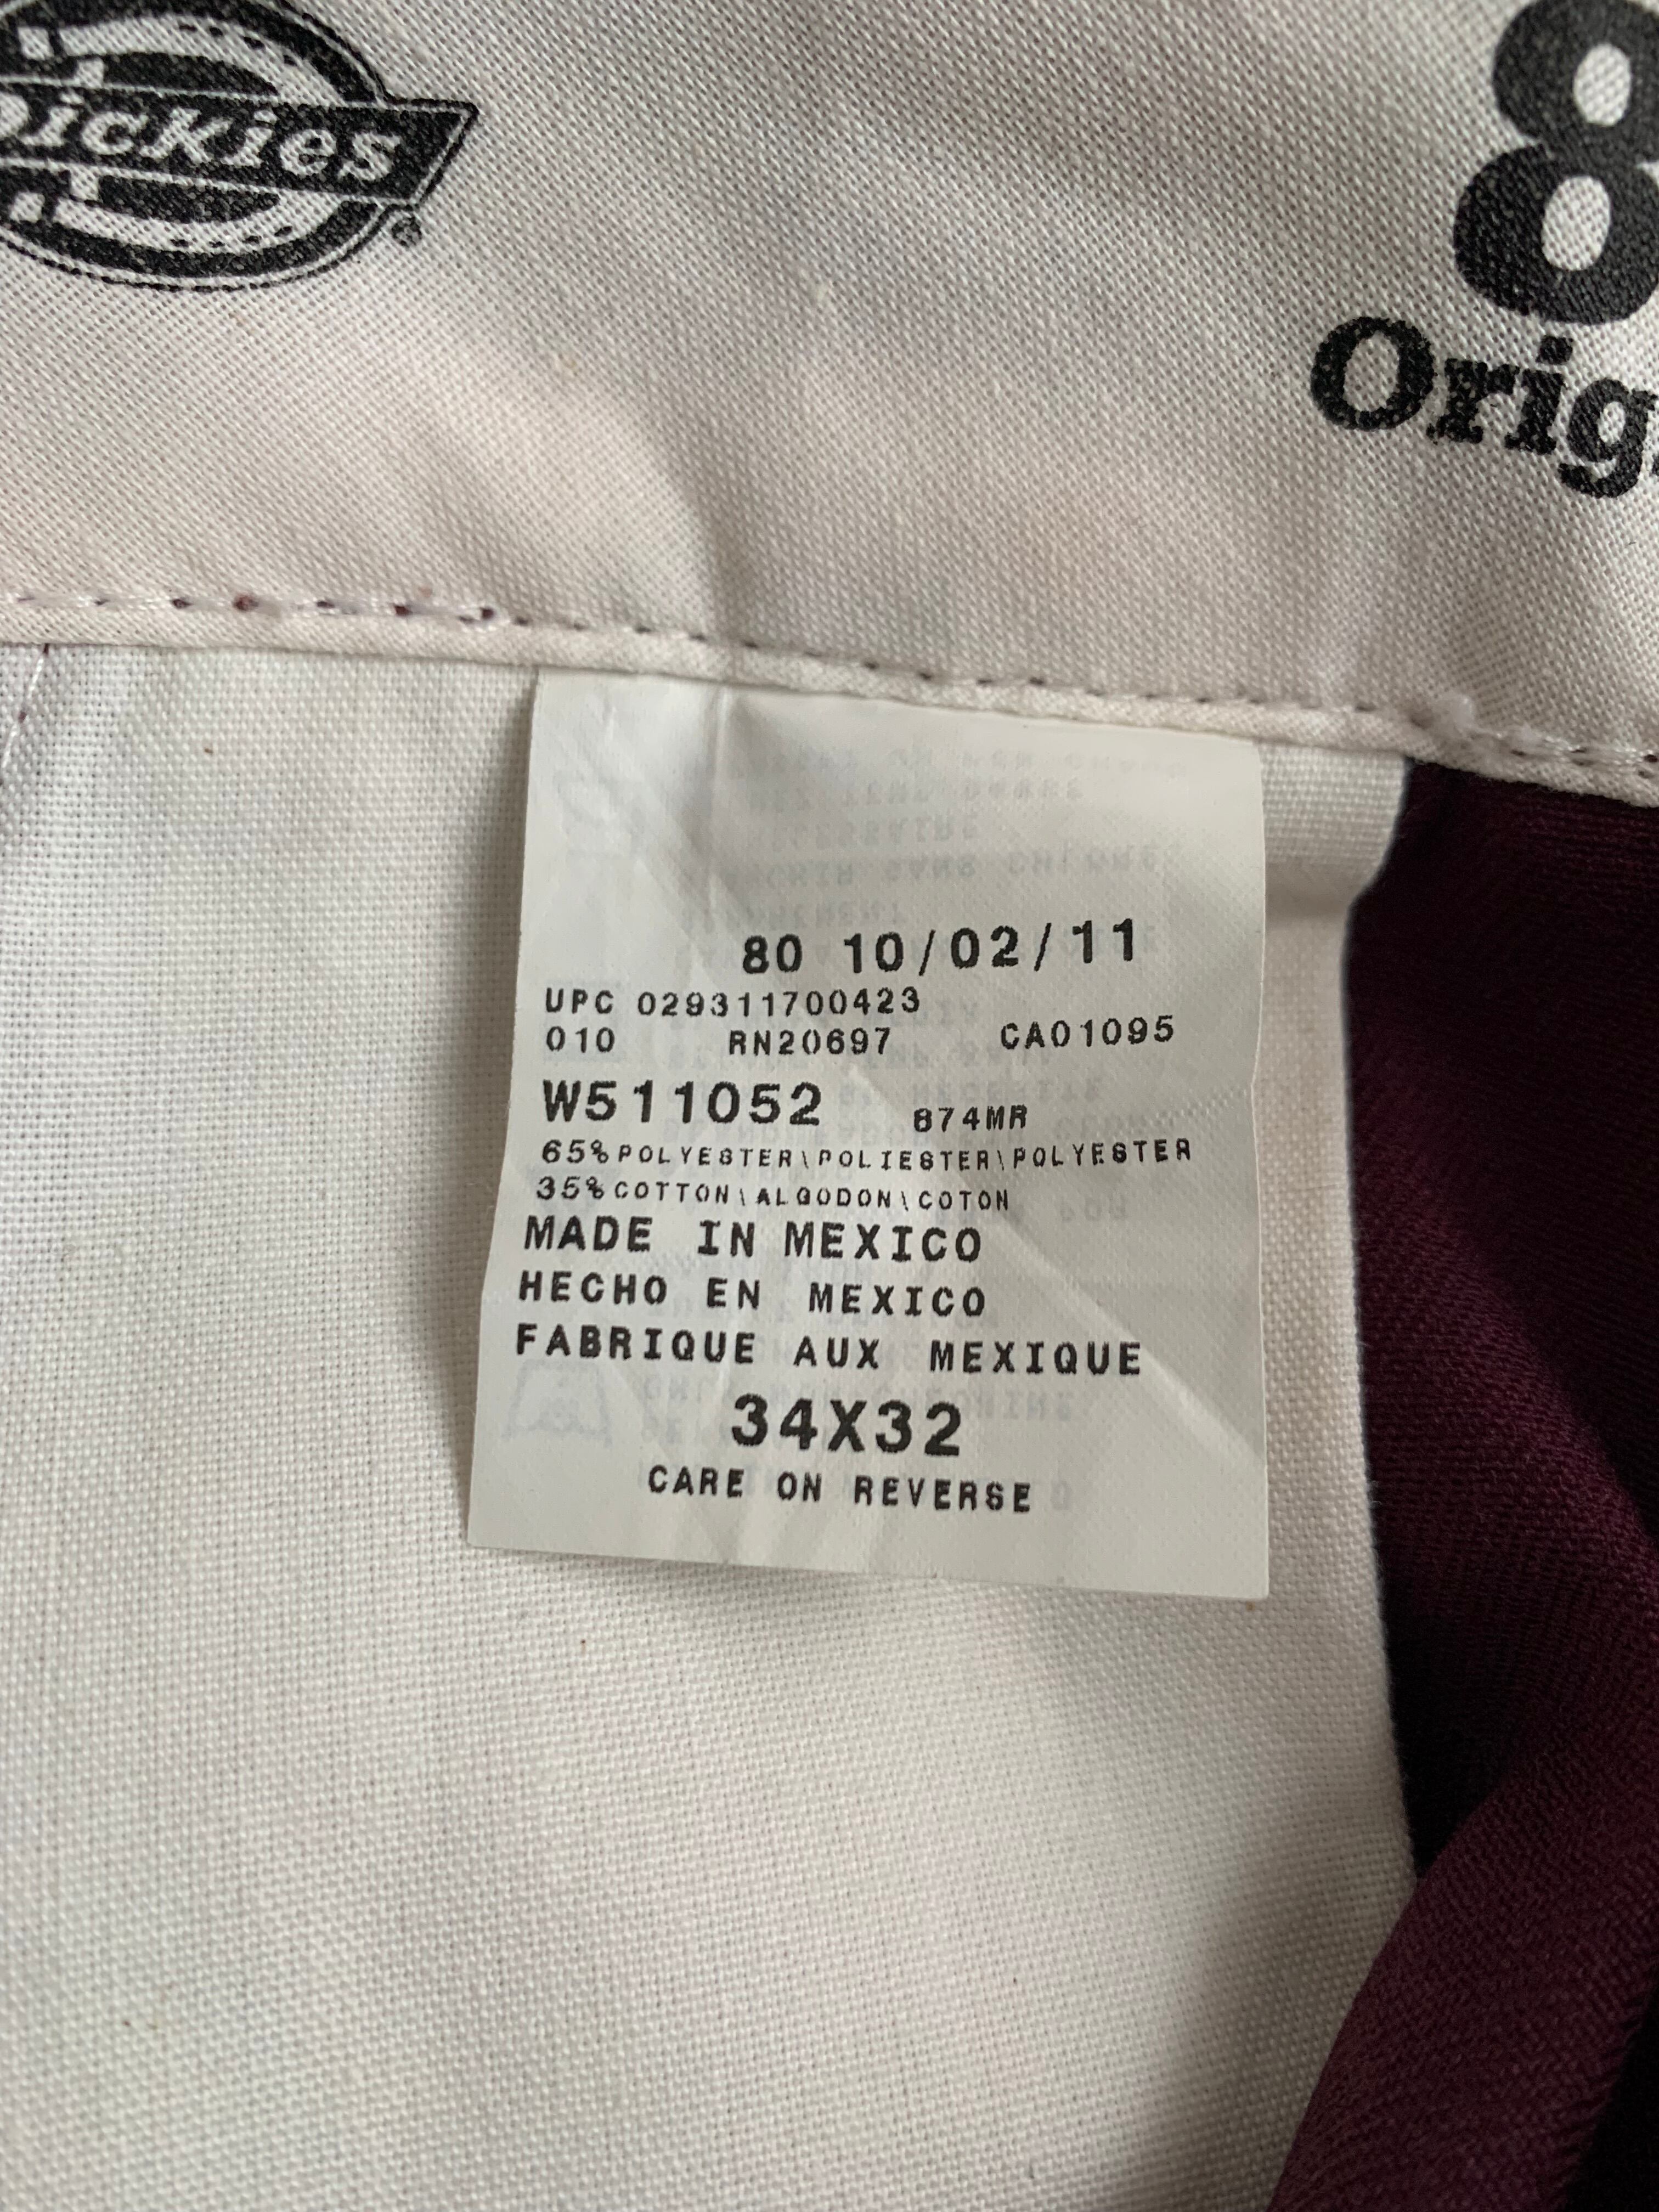 Dickies®
8
Orig
80 10/02/11
UPC 029311700423
010 RN20697 CA01095
W511052 874MR
65% POLYESTER\POLIESTER\POLYESTER
35% COTTON\ALGODON\COTON
MADE IN MEXICO
HECHO EN MEXICO
FABRIQUE AUX MEXIQUE
34X32
CARE ON REVERSE